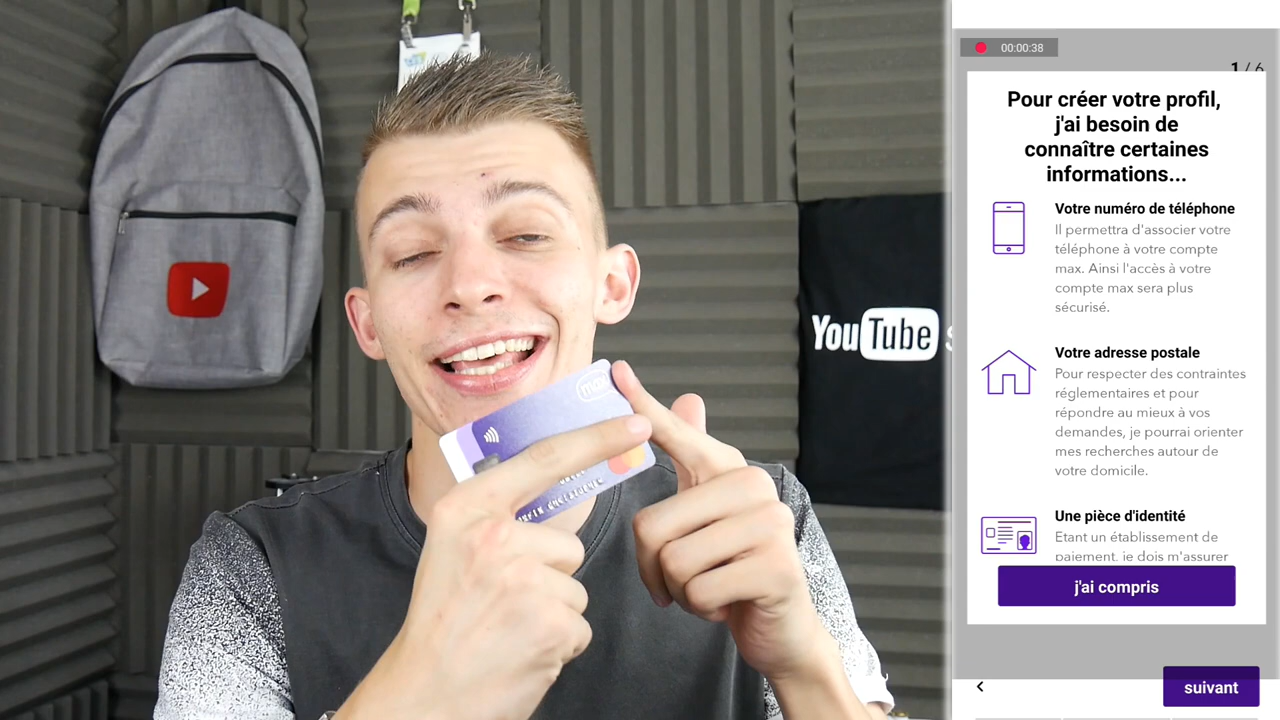 YouTube
max
00:00:38
1 / 6
Pour créer votre profil,
j'ai besoin de
connaître certaines
informations...
Votre numéro de téléphone
Il permettra d'associer votre
téléphone à votre compte
max. Ainsi l'accès à votre
compte max sera plus
sécurisé.
Votre adresse postale
Pour respecter des contraintes
réglementaires et pour
répondre au mieux à vos
demandes, je pourrai orienter
mes recherches autour de
votre domicile.
Une pièce d'identité
Etant un établissement de
paiement, je dois m'assurer
j'ai compris
suivant